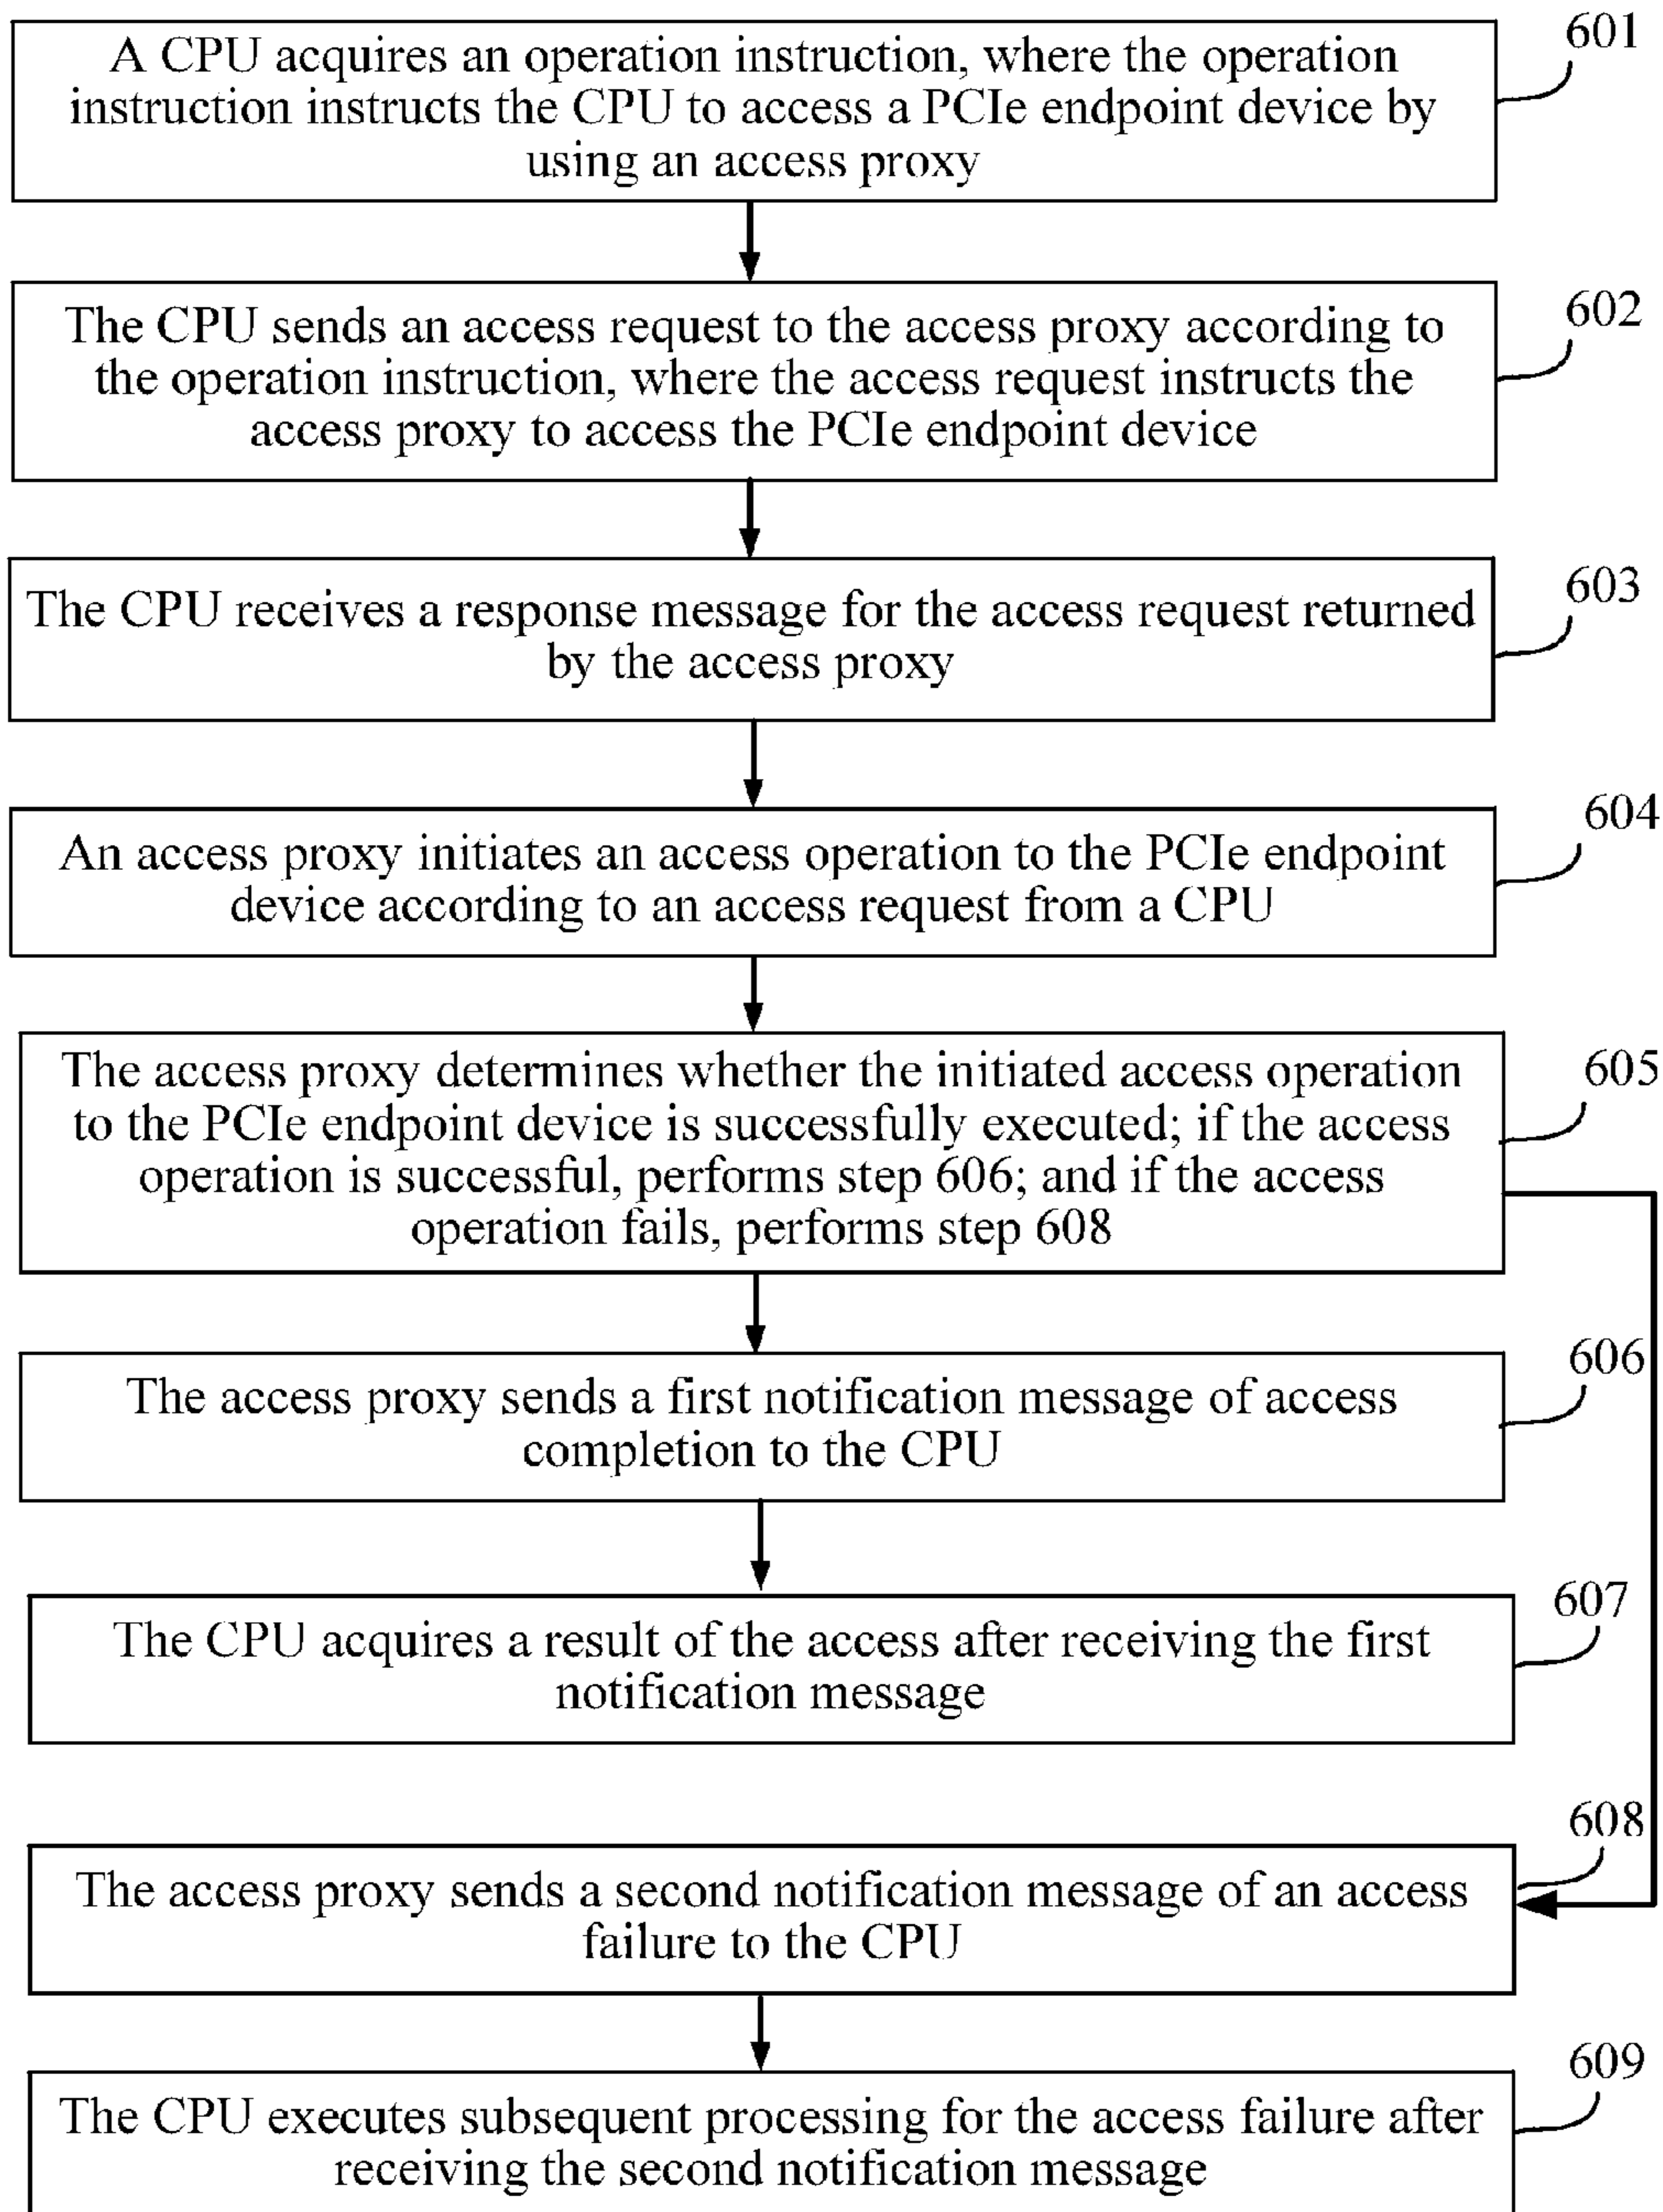 601
A CPU acquires an operation instruction, where the operation
instruction instructs the CPU to access a PCIe endpoint device by
using an access proxy
602
The CPU sends an access request to the access proxy according to
the operation instruction, where the access request instructs the
access proxy to access the PCIe endpoint device
603
The CPU receives a response message for the access request returned
by the access proxy
604
An access proxy initiates an access operation to the PCIe endpoint
device according to an access request from a CPU
605
The access proxy determines whether the initiated access operation
to the PCIe endpoint device is successfully executed; if the access
operation is successful, performs step 606; and if the access
operation fails, performs step 608
606
The access proxy sends a first notification message of access
completion to the CPU
607
The CPU acquires a result of the access after receiving the first
notification message
608
The access proxy sends a second notification message of an access
failure to the CPU
609
The CPU executes subsequent processing for the access failure after
receiving the second notification message